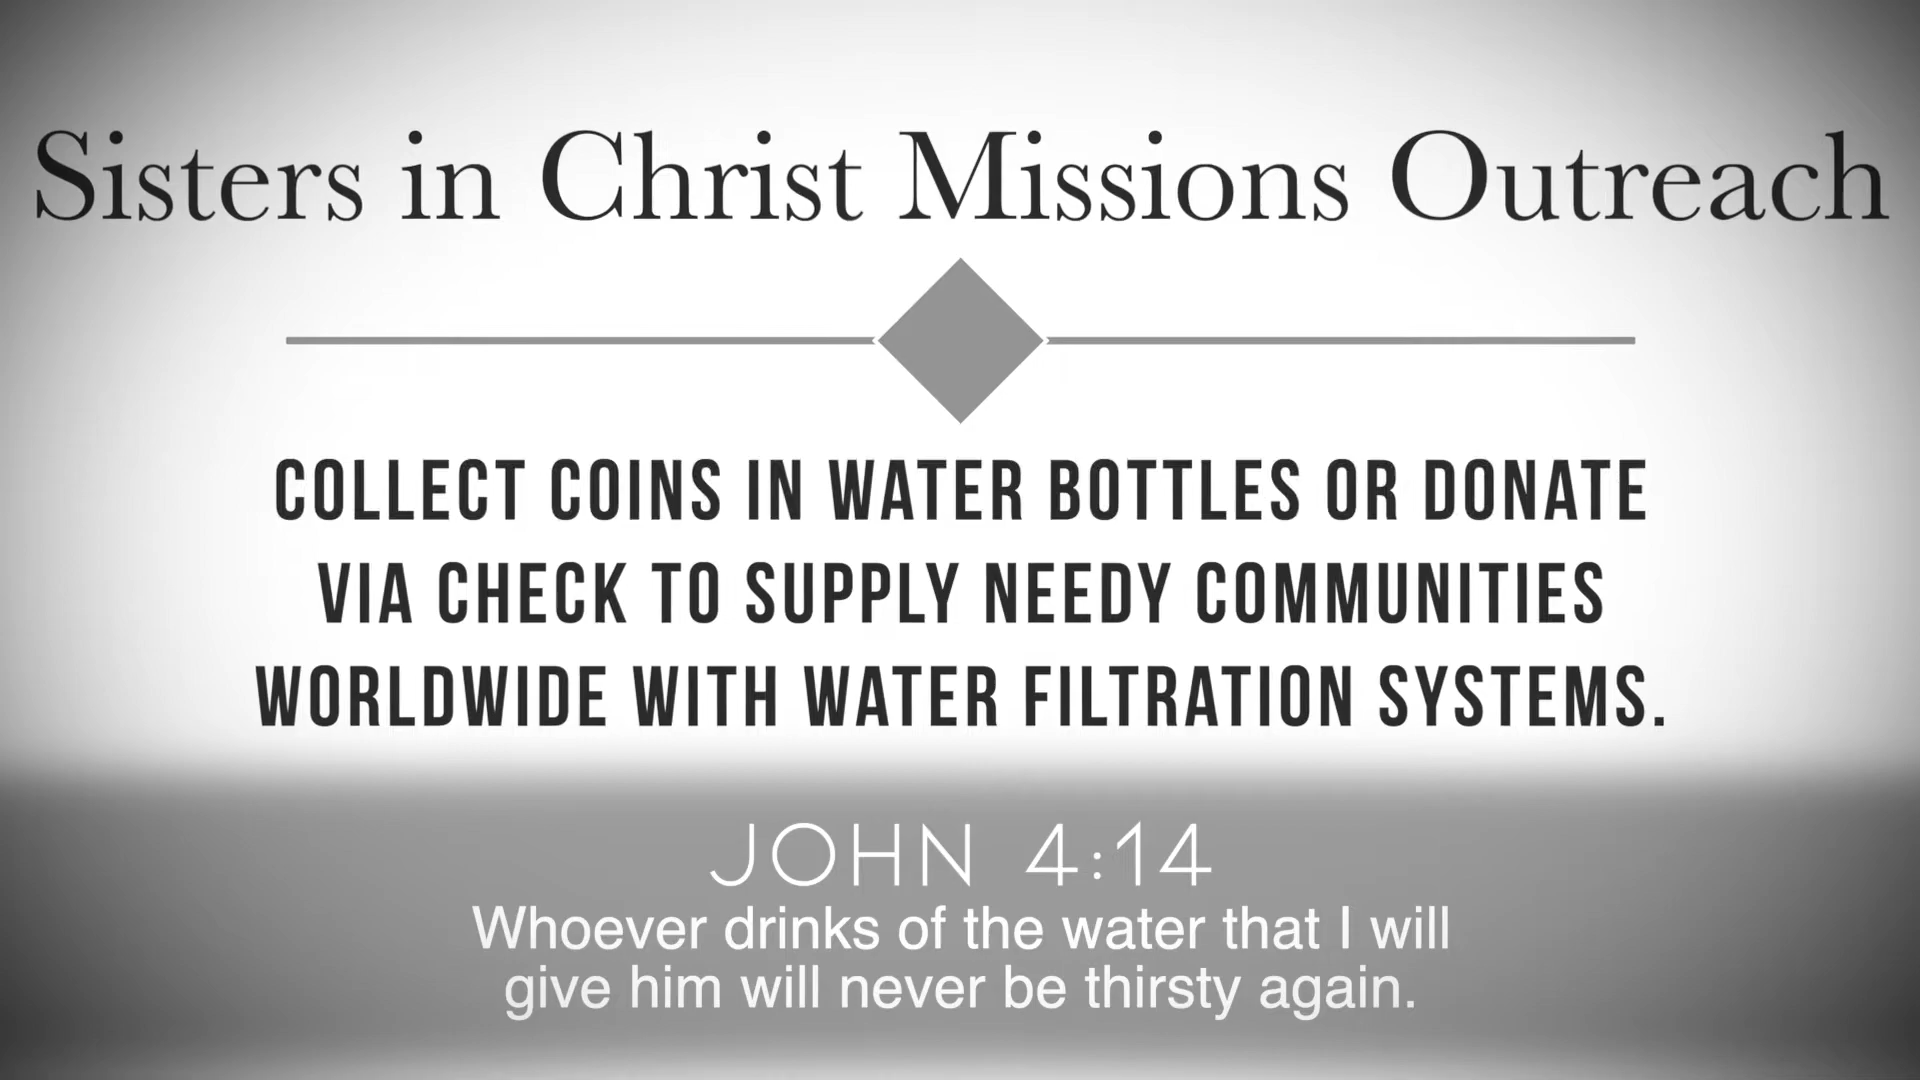 Sisters in Christ Missions Outreach
COLLECT COINS IN WATER BOTTLES OR DONATE
VIA CHECK TO SUPPLY NEEDY COMMUNITIES
WORLDWIDE WITH WATER FILTRATION SYSTEMS.
JOHN 4:14
Whoever drinks of the water that I will
give him will never be thirsty again.